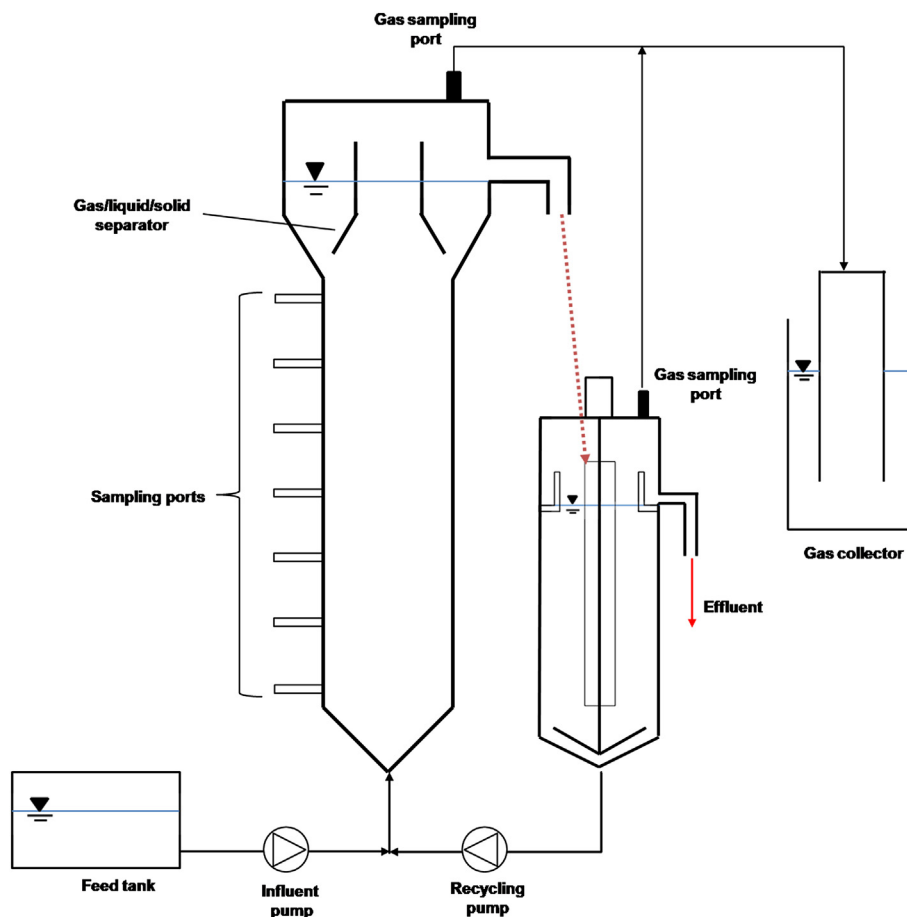 Gas sampling
port
Gas/liquid/solid
separator
Gas sampling
port
Sampling ports
Gas collector
Effluent
Feed tank
Influent
pump
Recycling
pump